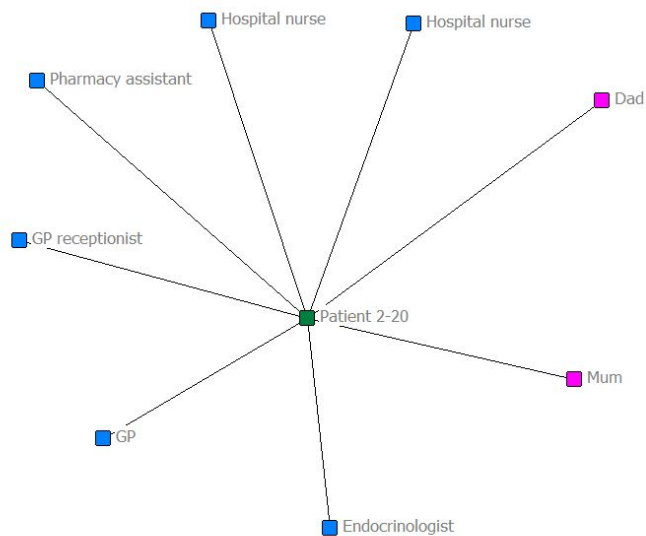 Hospital nurse
Hospital nurse
Pharmacy assistant
Dad
GP receptionist
Patient 2-20
Mum
GP
Endocrinologist